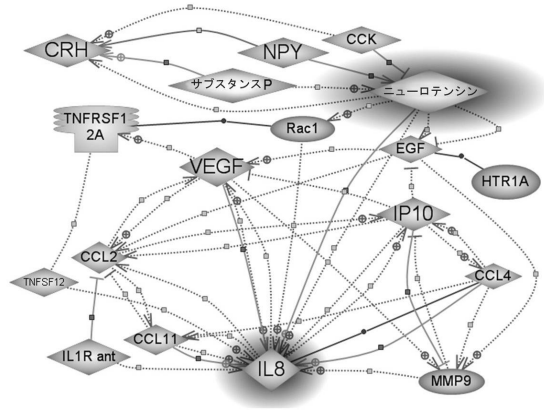 CCK
CRH
NPY
サブスタンスP
ニューロテンシン
TNFRSF1
2A
Rac1
EGF
VEGF
HTR1A
IP10
CCL2
CCL4
TNFSF12
CCL11
IL1R ant
IL8
MMP9